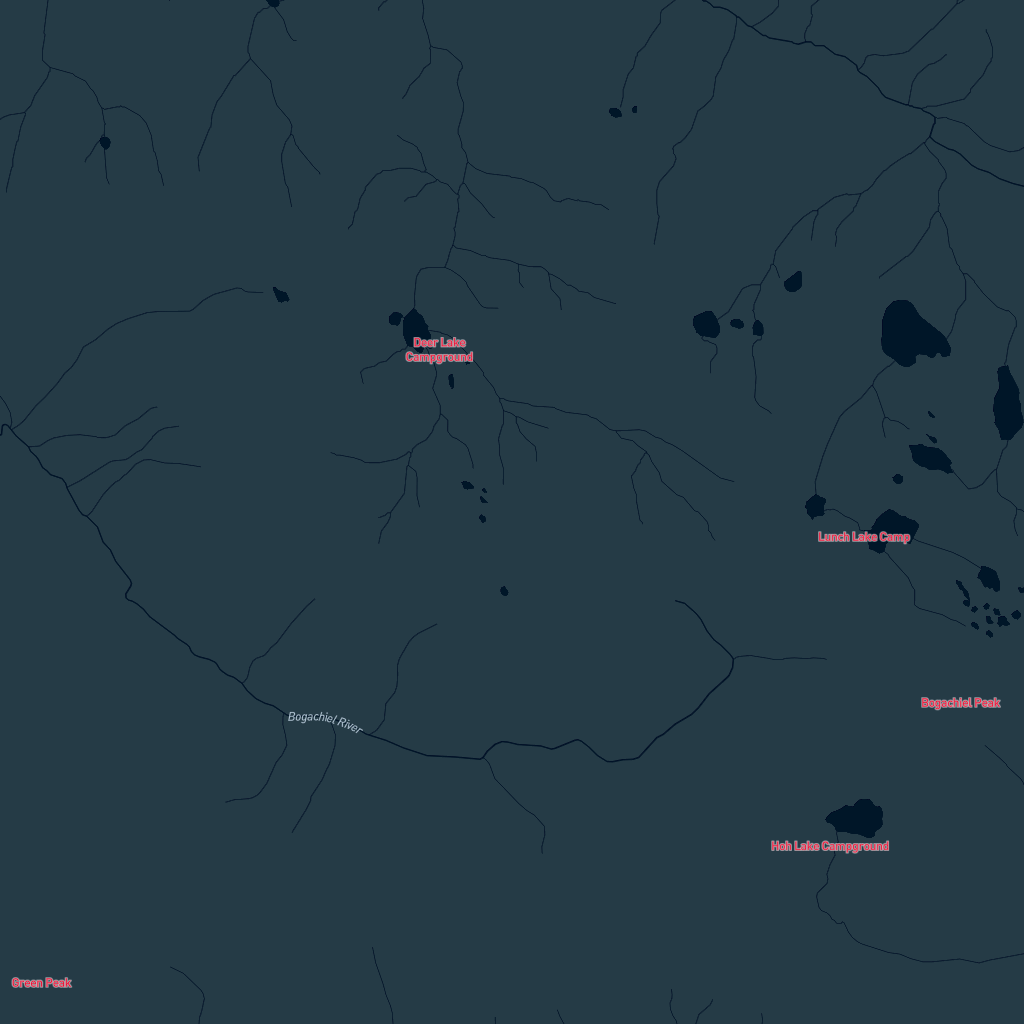 Deer Lake
Campground
Lunch Lake Camp
Bogachiel Peak
Bogachiel River
Hoh Lake Campground
Green Peak